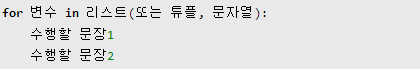 for 변수 in 리스트(또는 튜플, 문자열):
    수행할 문장1
    수행할 문장2